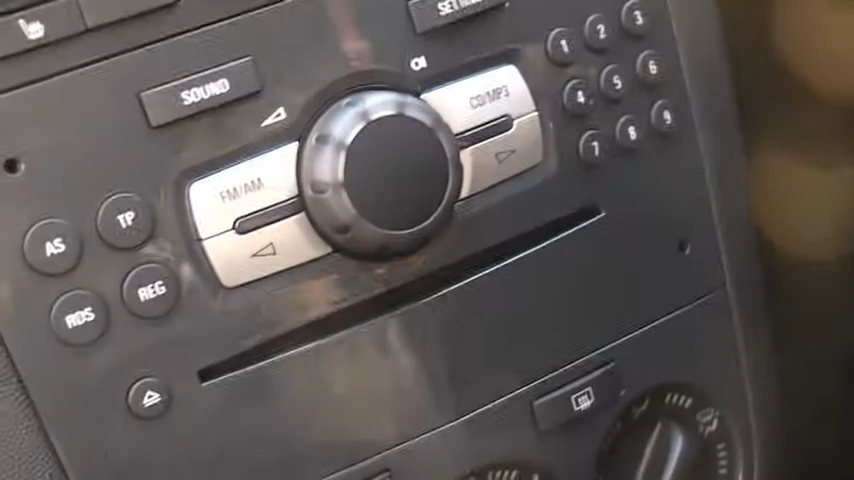 SETTINGS
SOUND
CD/MP3
FM/AM
1 2 3
4 5 6
7 8 9
AS TP
RDS REG